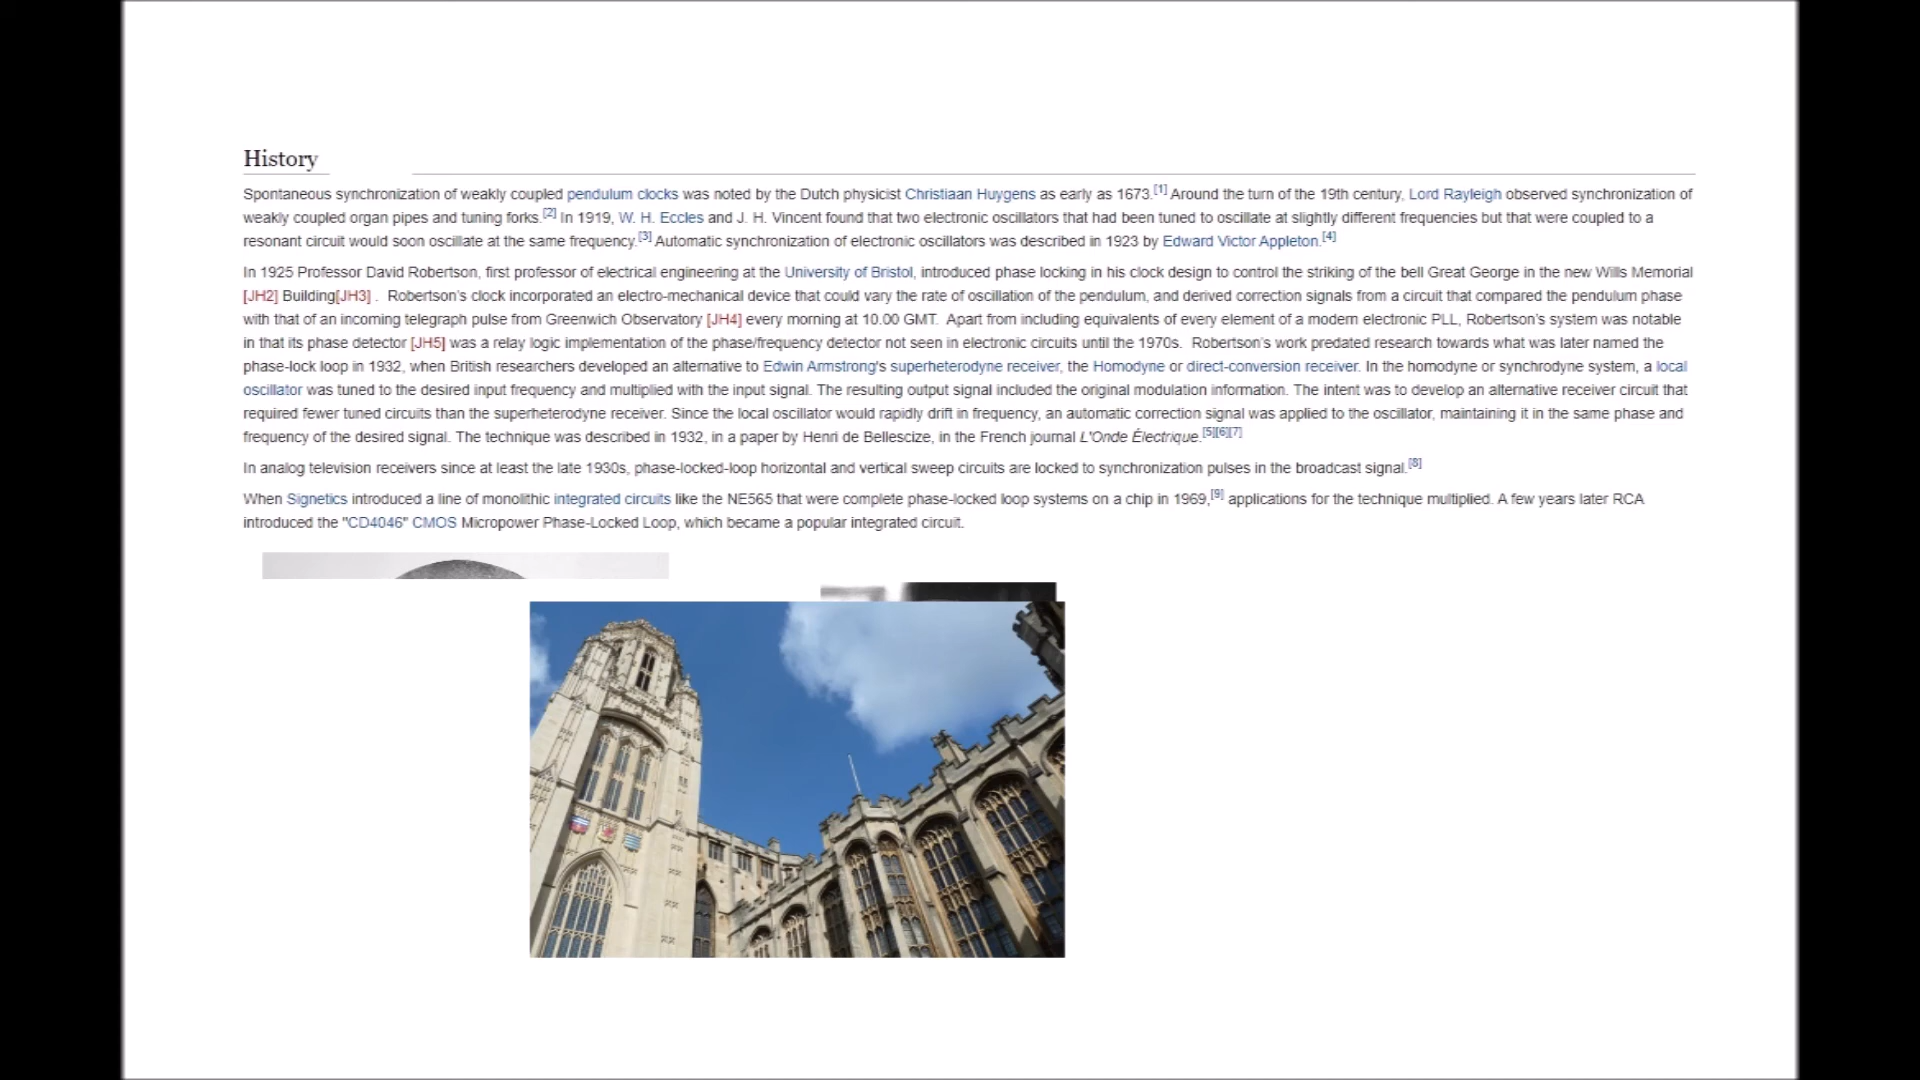 History
Spontaneous synchronization of weakly coupled pendulum clocks was noted by the Dutch physicist Christiaan Huygens as early as 1673.[1] Around the turn of the 19th century, Lord Rayleigh observed synchronization of
weakly coupled organ pipes and tuning forks.[2] In 1919, W. H. Eccles and J. H. Vincent found that two electronic oscillators that had been tuned to oscillate at slightly different frequencies but that were coupled to a
resonant circuit would soon oscillate at the same frequency.[3] Automatic synchronization of electronic oscillators was described in 1923 by Edward Victor Appleton.[4]
In 1925 Professor David Robertson, first professor of electrical engineering at the University of Bristol, introduced phase locking in his clock design to control the striking of the bell Great George in the new Wills Memorial
[JH2] Building[JH3] . Robertson's clock incorporated an electro-mechanical device that could vary the rate of oscillation of the pendulum, and derived correction signals from a circuit that compared the pendulum phase
with that of an incoming telegraph pulse from Greenwich Observatory [JH4] every morning at 10.00 GMT. Apart from including equivalents of every element of a modern electronic PLL, Robertson's system was notable
in that its phase detector [JH5] was a relay logic implementation of the phase/frequency detector not seen in electronic circuits until the 1970s. Robertson's work predated research towards what was later named the
phase-lock loop in 1932, when British researchers developed an alternative to Edwin Armstrong's superheterodyne receiver, the Homodyne or direct-conversion receiver. In the homodyne or synchrodyne system, a local
oscillator was tuned to the desired input frequency and multiplied with the input signal. The resulting output signal included the original modulation information. The intent was to develop an alternative receiver circuit that
required fewer tuned circuits than the superheterodyne receiver. Since the local oscillator would rapidly drift in frequency, an automatic correction signal was applied to the oscillator, maintaining it in the same phase and
frequency of the desired signal. The technique was described in 1932, in a paper by Henri de Bellescize, in the French journal L'Onde Électrique.[5][6][7]
In analog television receivers since at least the late 1930s, phase-locked-loop horizontal and vertical sweep circuits are locked to synchronization pulses in the broadcast signal.[8]
When Signetics introduced a line of monolithic integrated circuits like the NE565 that were complete phase-locked loop systems on a chip in 1969,[9] applications for the technique multiplied. A few years later RCA
introduced the "CD4046" CMOS Micropower Phase-Locked Loop, which became a popular integrated circuit.